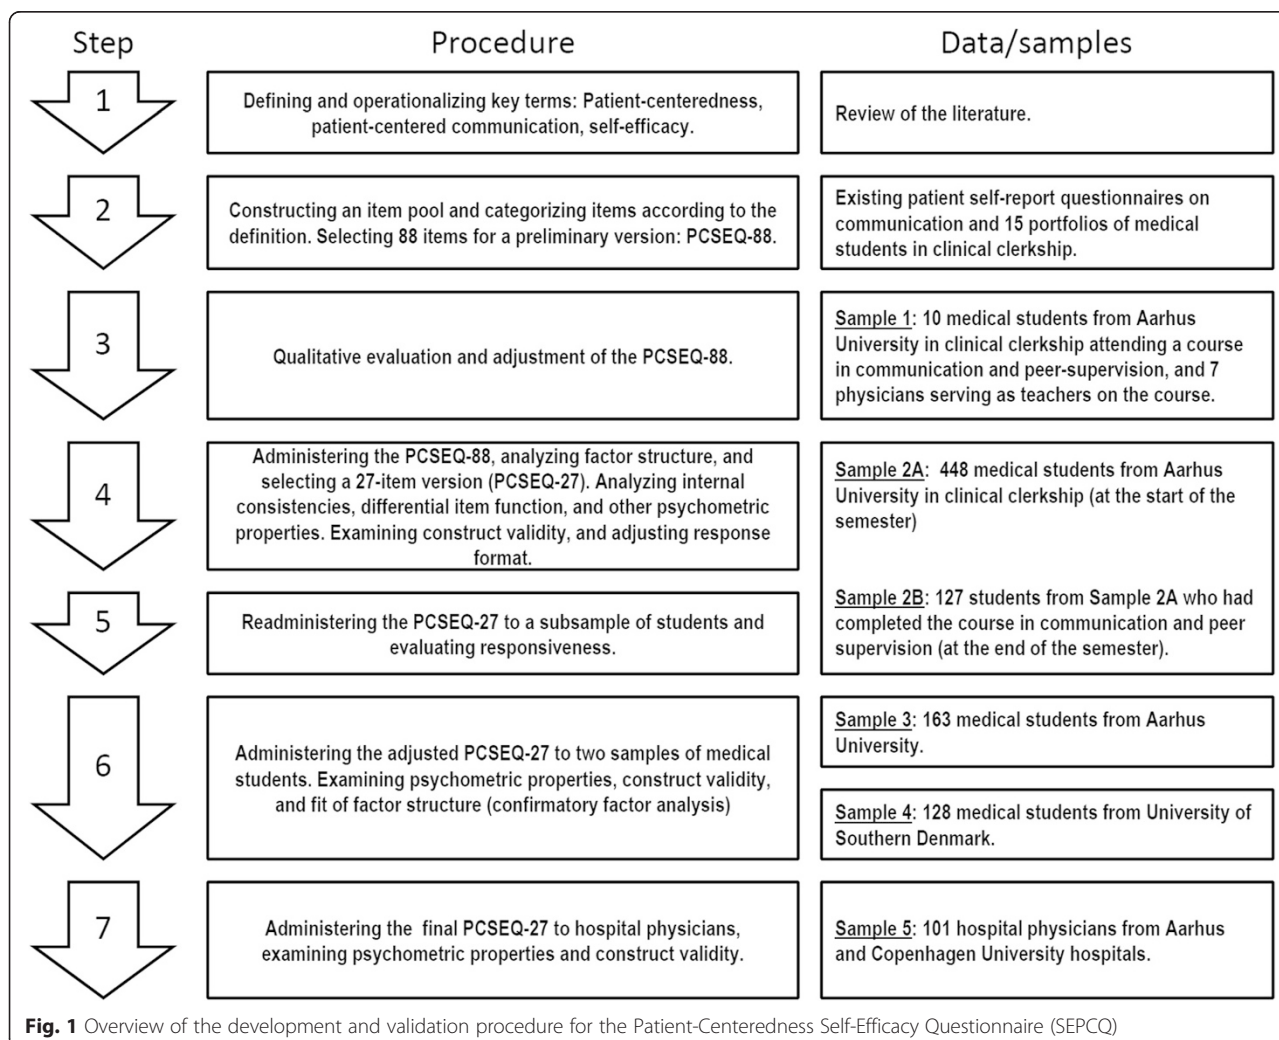 Step
Procedure
Data/samples
1
Defining and operationalizing key terms: Patient-centeredness,
patient-centered communication, self-efficacy.
Review of the literature.
2
Constructing an item pool and categorizing items according to the
definition. Selecting 88 items for a preliminary version: PCSEQ-88.
Existing patient self-report questionnaires on
communication and 15 portfolios of medical
students in clinical clerkship.
3
Qualitative evaluation and adjustment of the PCSEQ-88.
Sample 1: 10 medical students from Aarhus
University in clinical clerkship attending a course
in communication and peer-supervision, and 7
physicians serving as teachers on the course.
4
Administering the PCSEQ-88, analyzing factor structure, and
selecting a 27-item version (PCSEQ-27). Analyzing internal
consistencies, differential item function, and other psychometric
properties. Examining construct validity, and adjusting response
format.
Sample 2A: 448 medical students from Aarhus
University in clinical clerkship (at the start of the
semester)
5
Readministering the PCSEQ-27 to a subsample of students and
evaluating responsiveness.
Sample 2B: 127 students from Sample 2A who had
completed the course in communication and peer
supervision (at the end of the semester).
6
Administering the adjusted PCSEQ-27 to two samples of medical
students. Examining psychometric properties, construct validity,
and fit of factor structure (confirmatory factor analysis)
Sample 3: 163 medical students from Aarhus
University.
Sample 4: 128 medical students from University of
Southern Denmark.
7
Administering the final PCSEQ-27 to hospital physicians,
examining psychometric properties and construct validity.
Sample 5: 101 hospital physicians from Aarhus
and Copenhagen University hospitals.
Fig. 1 Overview of the development and validation procedure for the Patient-Centeredness Self-Efficacy Questionnaire (SEPCQ)